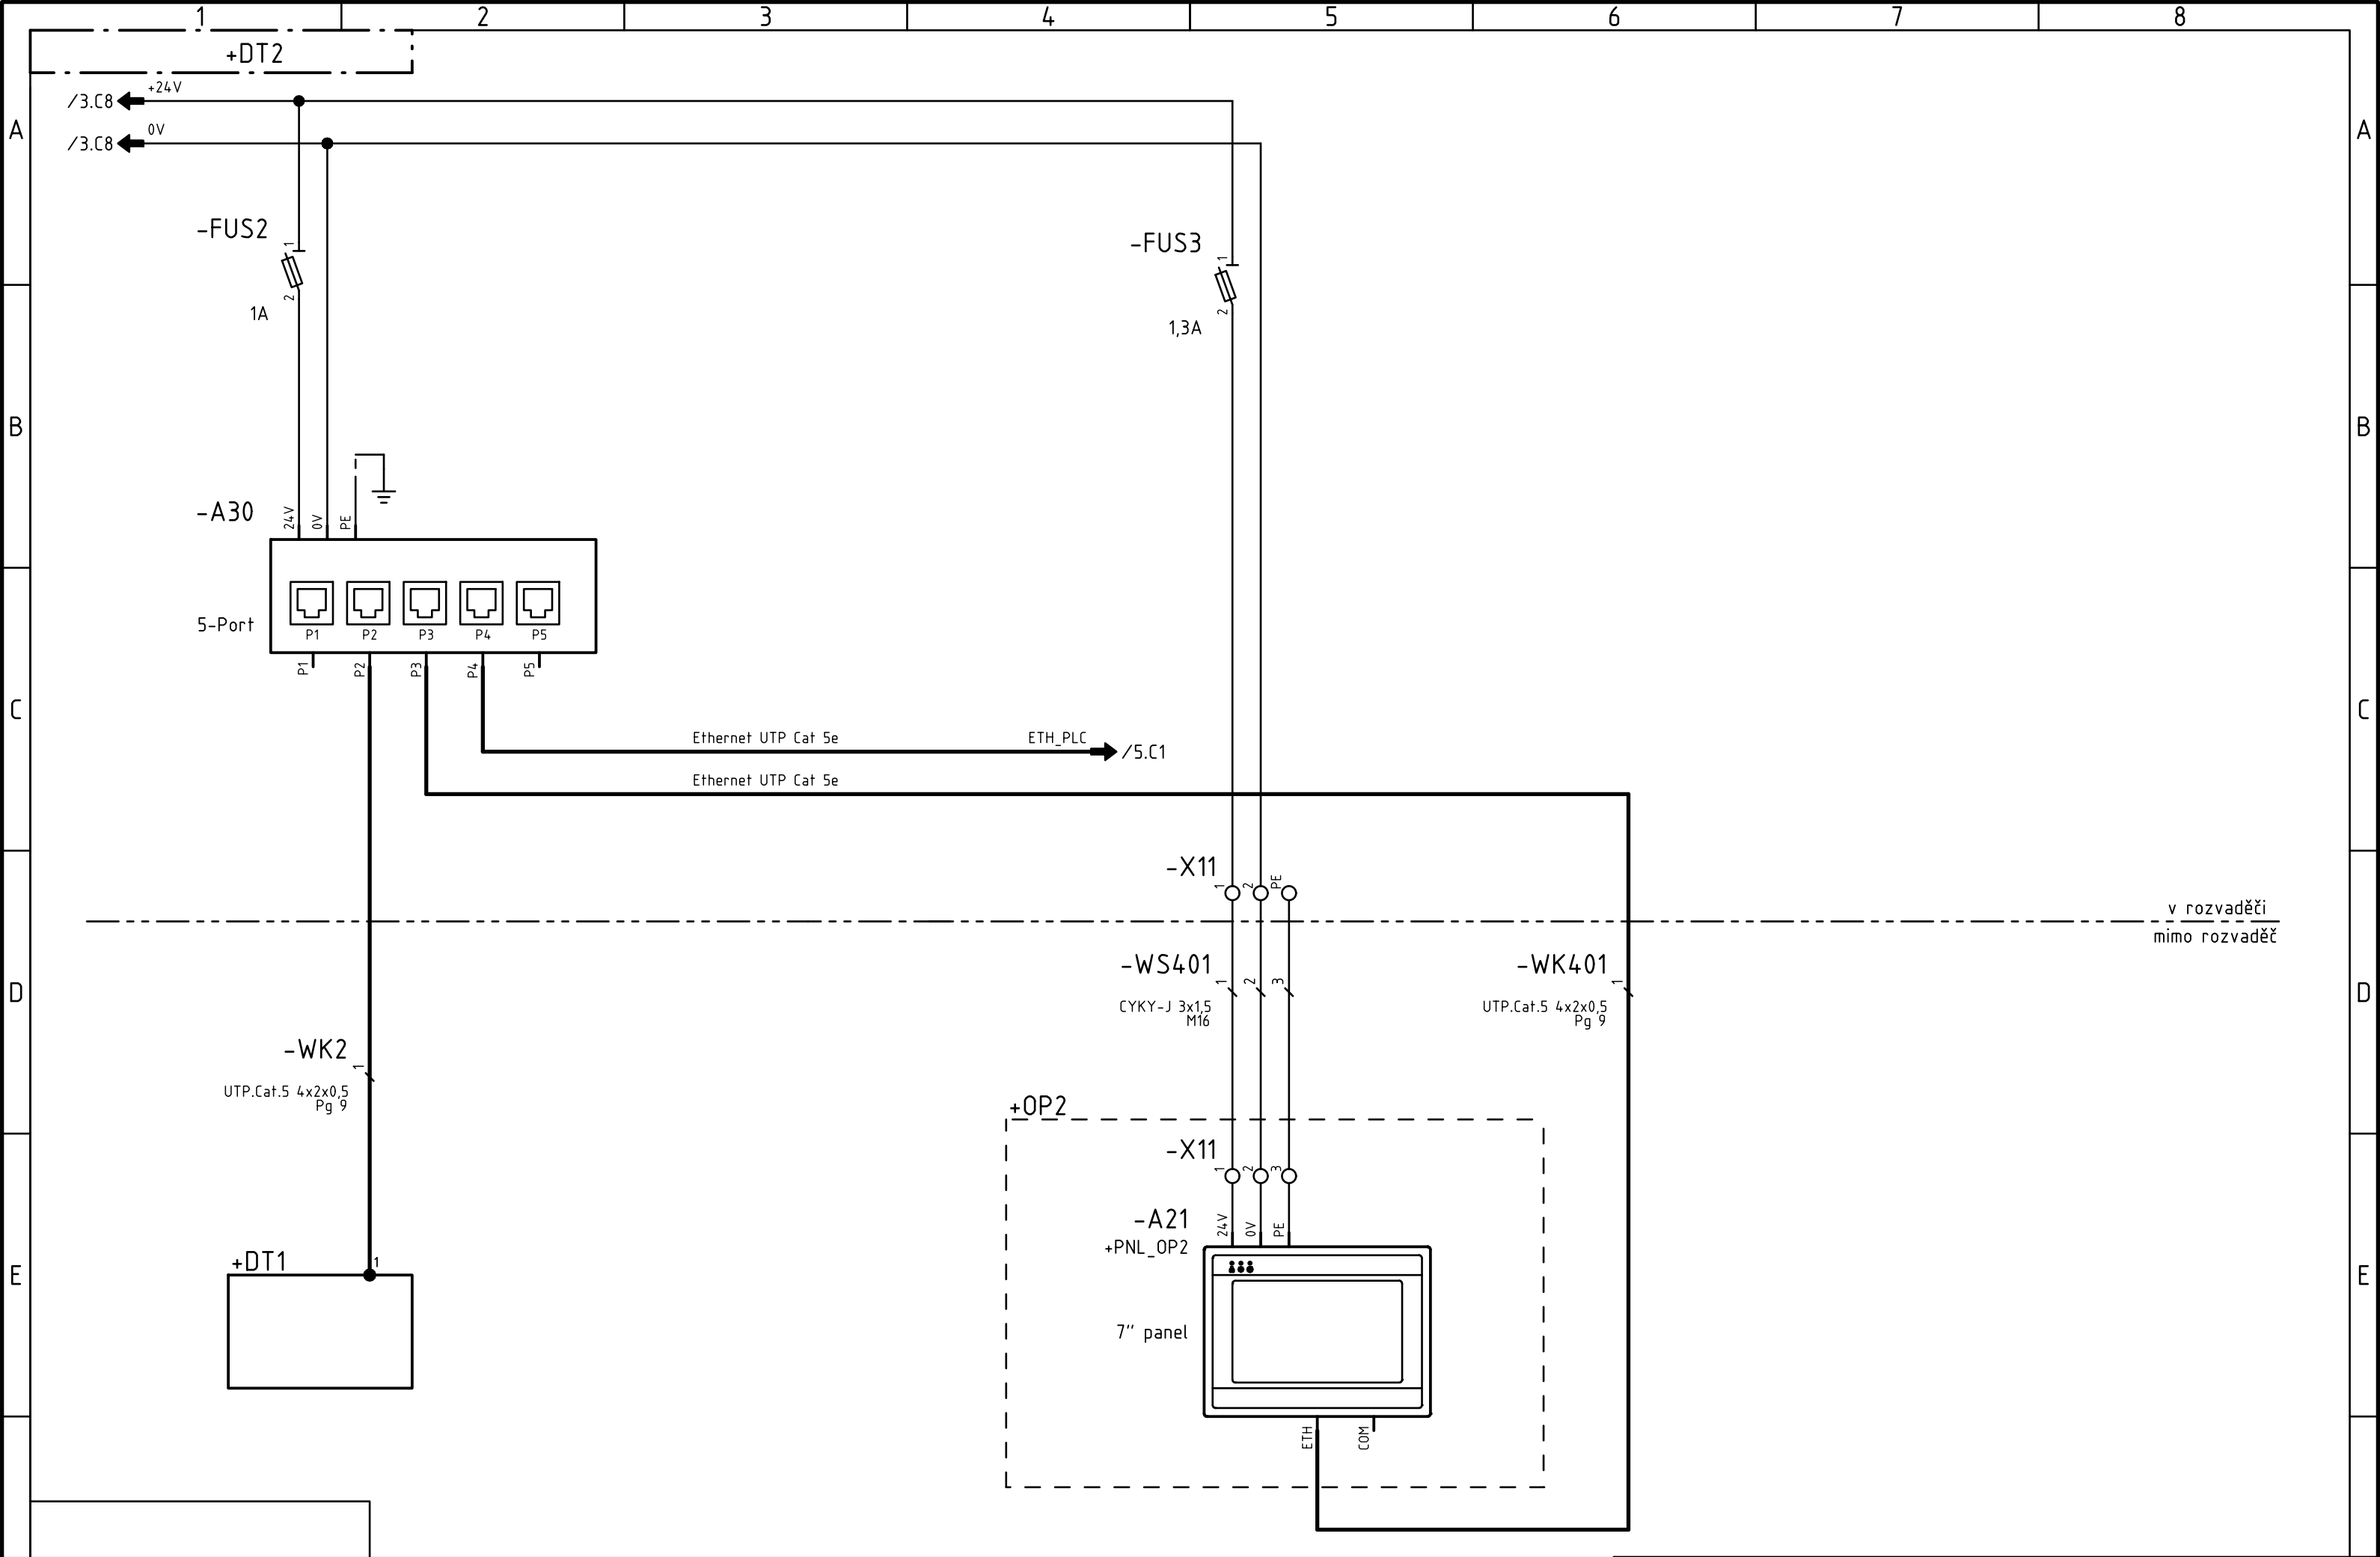 1 2 3 4 5 6 7 8
+DT2
+24V
/3.C8
A A
0V
/3.C8
-FUS2
1
2
1A
-FUS3
1
2
1,3A
B B
-A30
24V 0V PE
5-Port
P1 P2 P3 P4 P5
P1 P2 P3 P4 P5
C C
Ethernet UTP Cat 5e
ETH_PLC
/5.C1
Ethernet UTP Cat 5e
-X11
1 2 PE
v rozvaděči
mimo rozvaděč
D D
-WS401
1 2 3
CYKY-J 3x1,5
M16
-WK401
1
UTP.Cat.5 4x2x0,5
Pg 9
-WK2
1
UTP.Cat.5 4x2x0,5
Pg 9
+OP2
-X11
1 2 3
-A21
+PNL_OP2
24V 0V PE
7'' panel
E E
+DT1
1
ETH COM